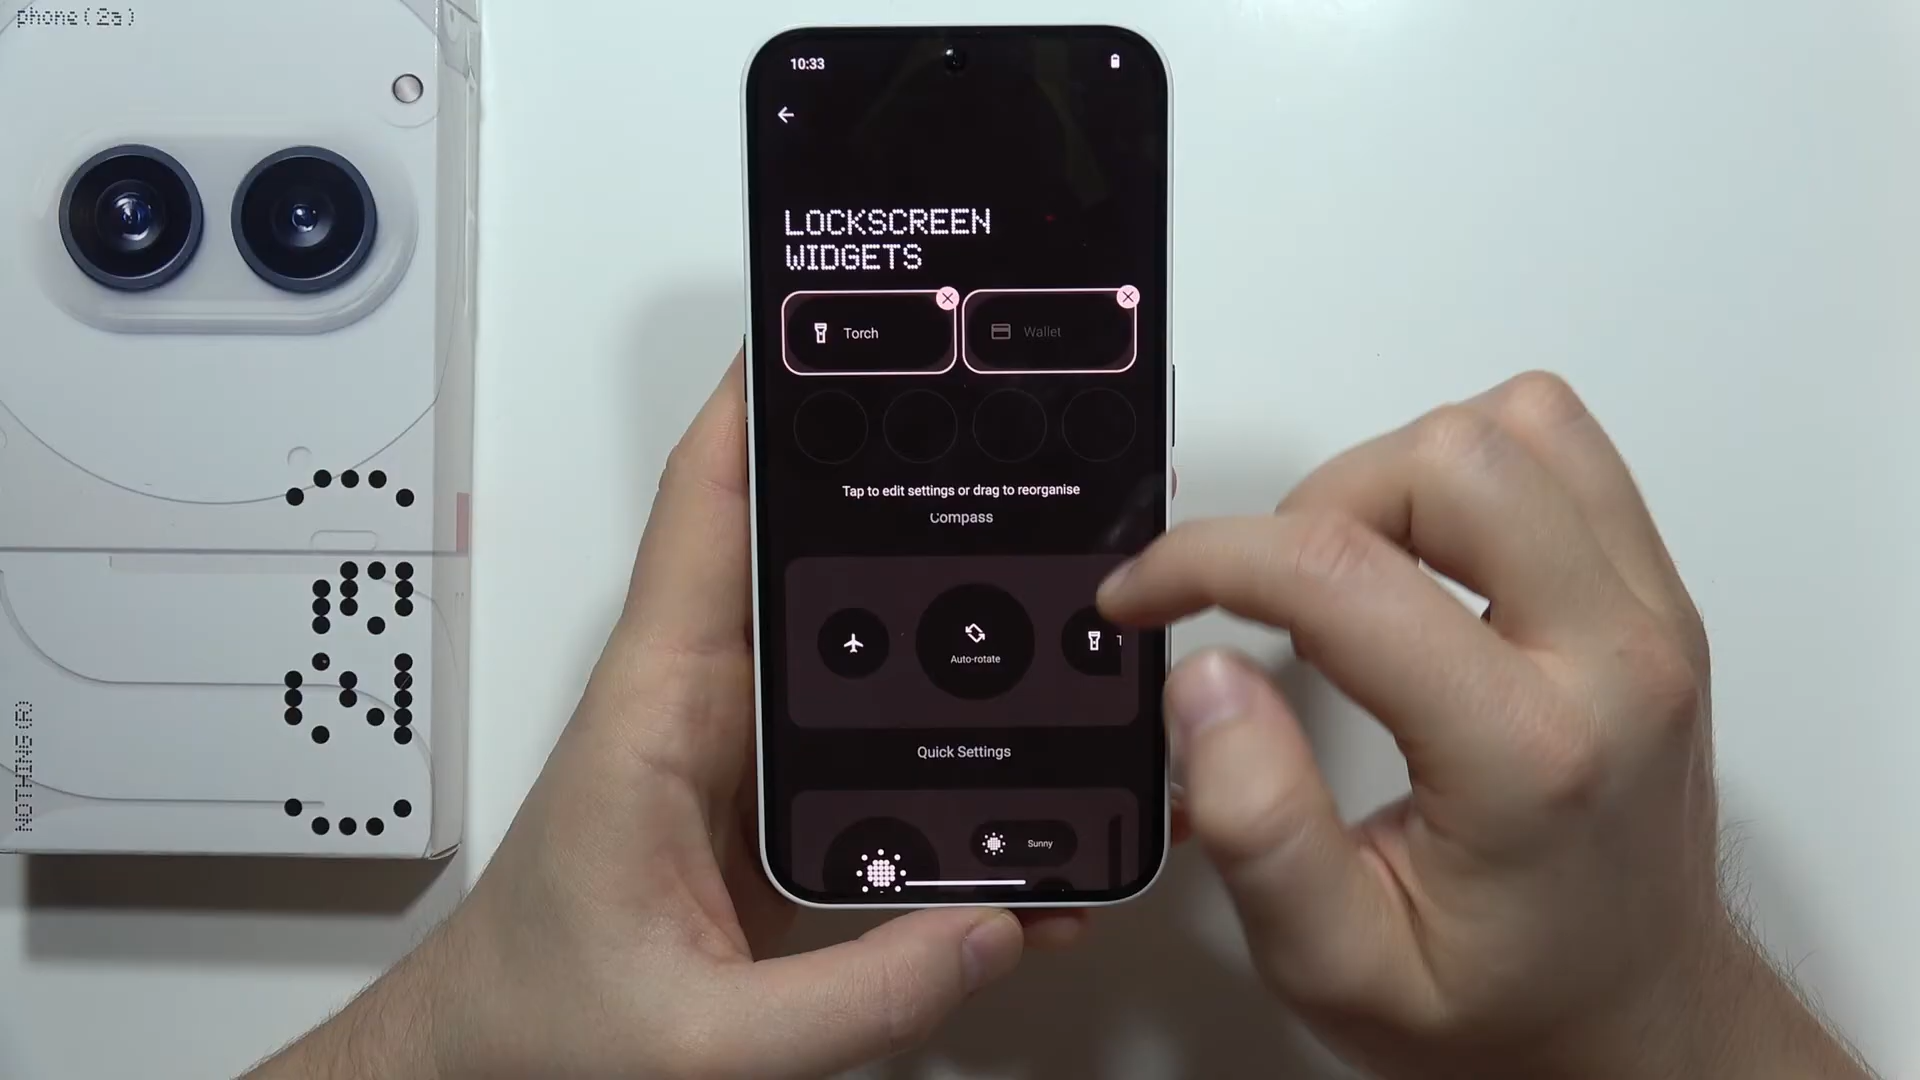 phone(2a)
NOTHING(R)
10:33
LOCKSCREEN
WIDGETS
Torch
Wallet
Tap to edit settings or drag to reorganise
Compass
Auto-rotate
T
Quick Settings
Sunny